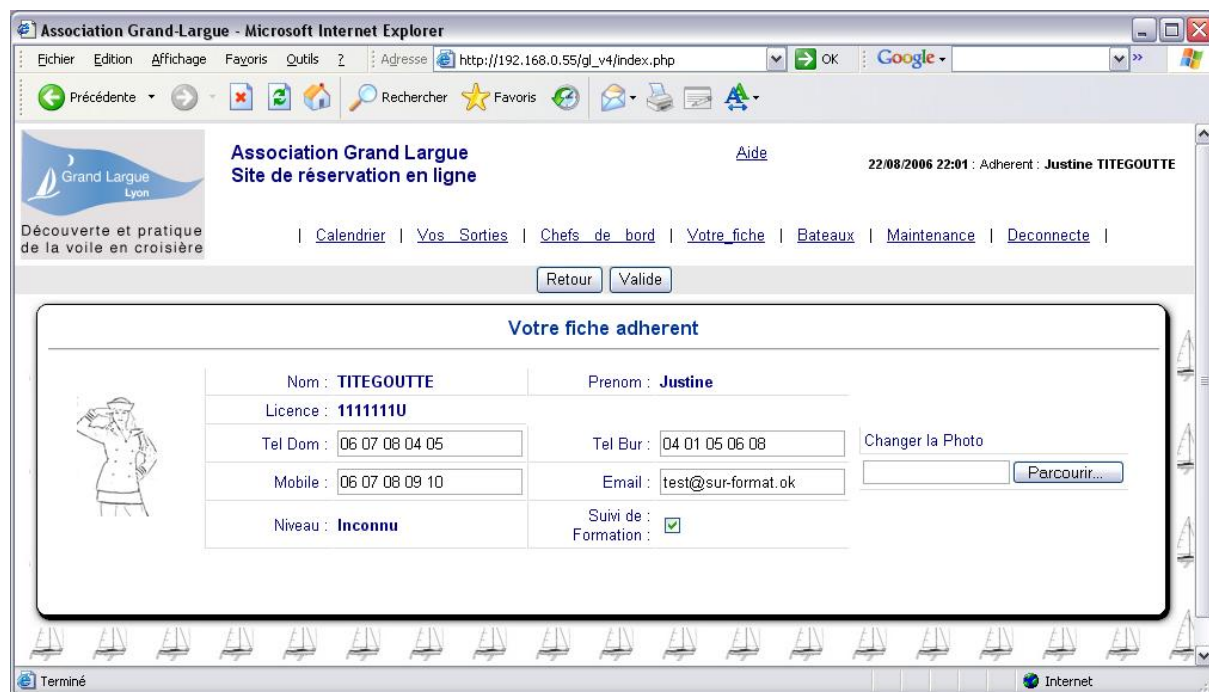 Association Grand-Largue - Microsoft Internet Explorer
Fichier Edition Affichage Favoris Outils ? Adresse http://192.168.0.55/gl_v4/index.php OK Google
Précédente Rechercher Favoris
Grand Largue
Lyon
Découverte et pratique
de la voile en croisière
Association Grand Largue
Site de réservation en ligne
Aide
22/08/2006 22:01 : Adherent : Justine TITEGOUTTE
| Calendrier | Vos Sorties | Chefs de bord | Votre_fiche | Bateaux | Maintenance | Deconnecte |
Retour Valide
Votre fiche adherent
Nom : TITEGOUTTE Prenom : Justine
Licence : 1111111U
Tel Dom : 06 07 08 04 05 Tel Bur : 04 01 05 06 08 Changer la Photo
Mobile : 06 07 08 09 10 Email : test@sur-format.ok Parcourir...
Niveau : Inconnu Suivi de :
Formation :
Terminé Internet